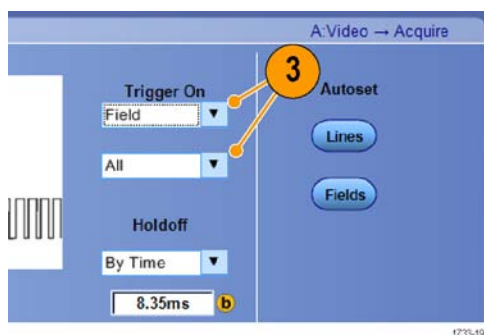 A:Video → Acquire
3
Trigger On
Autoset
Field
Lines
All
Fields
Holdoff
By Time
8.35ms b
1733-19